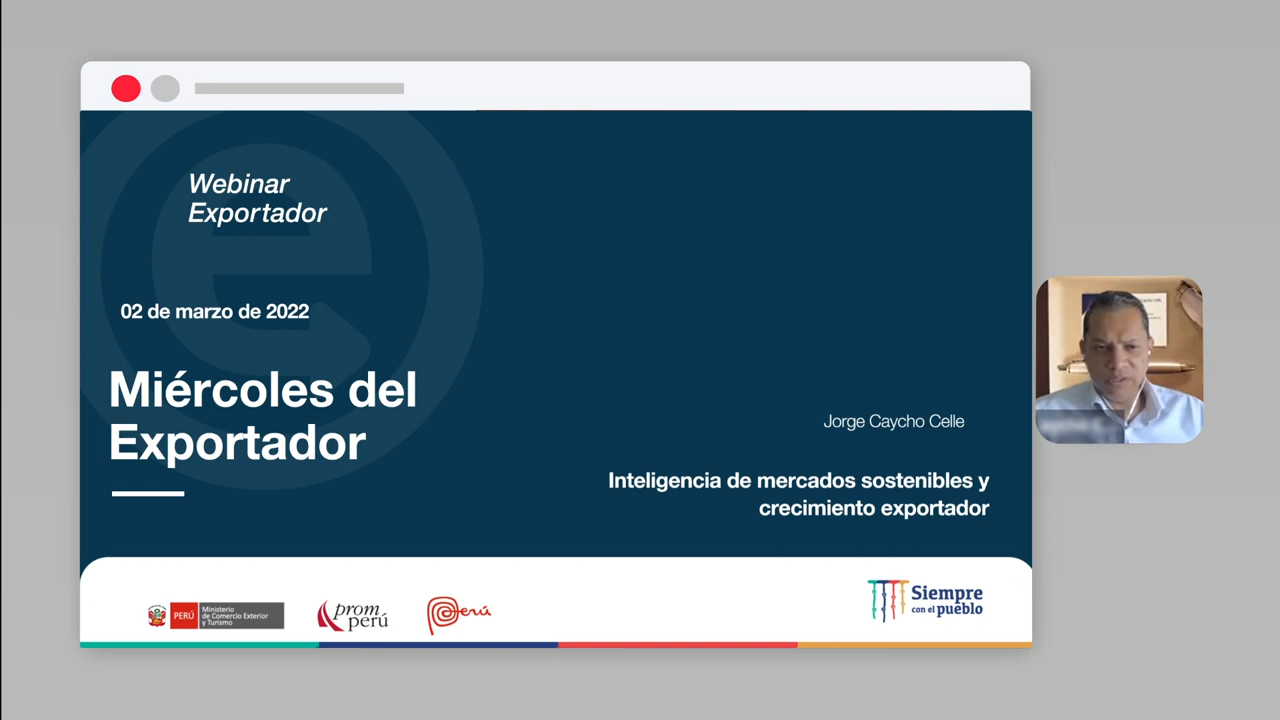 Webinar
Exportador
02 de marzo de 2022
Miércoles del
Exportador
Jorge Caycho Celle
Inteligencia de mercados sostenibles y
crecimiento exportador
PERÚ
Ministerio
de Comercio Exterior
y Turismo
prom
perú
Perú
Siempre
con el pueblo